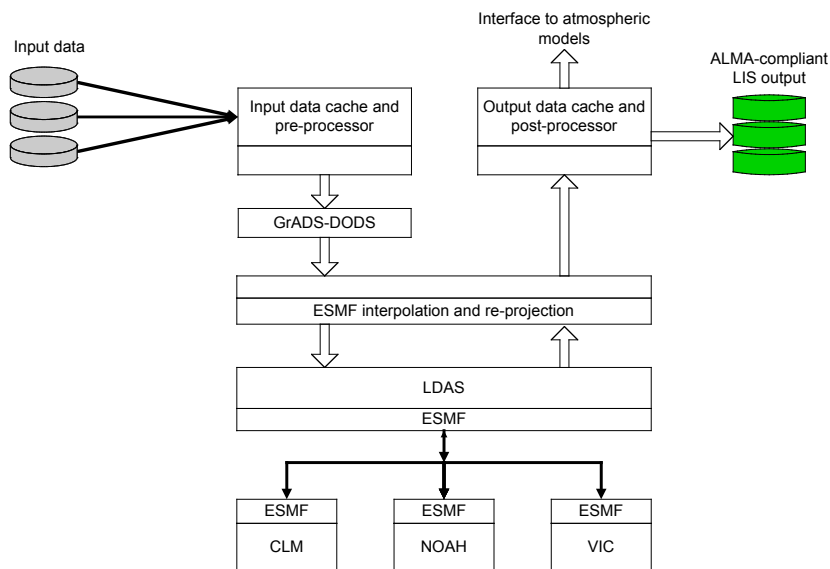 Input data
Interface to atmospheric
models
ALMA-compliant
LIS output
Input data cache and
pre-processor
Output data cache and
post-processor
GrADS-DODS
ESMF interpolation and re-projection
LDAS
ESMF
ESMF
CLM
ESMF
NOAH
ESMF
VIC